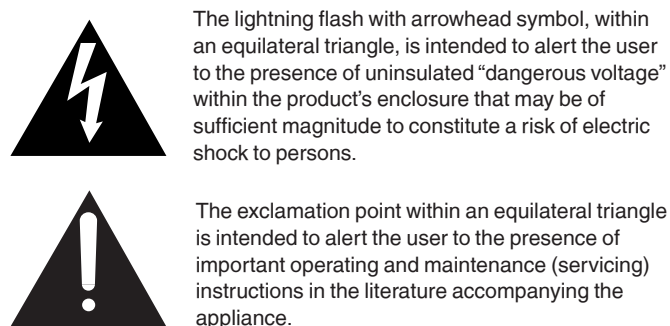 The lightning flash with arrowhead symbol, within
an equilateral triangle, is intended to alert the user
to the presence of uninsulated “dangerous voltage”
within the product’s enclosure that may be of
sufficient magnitude to constitute a risk of electric
shock to persons.
The exclamation point within an equilateral triangle
is intended to alert the user to the presence of
important operating and maintenance (servicing)
instructions in the literature accompanying the
appliance.